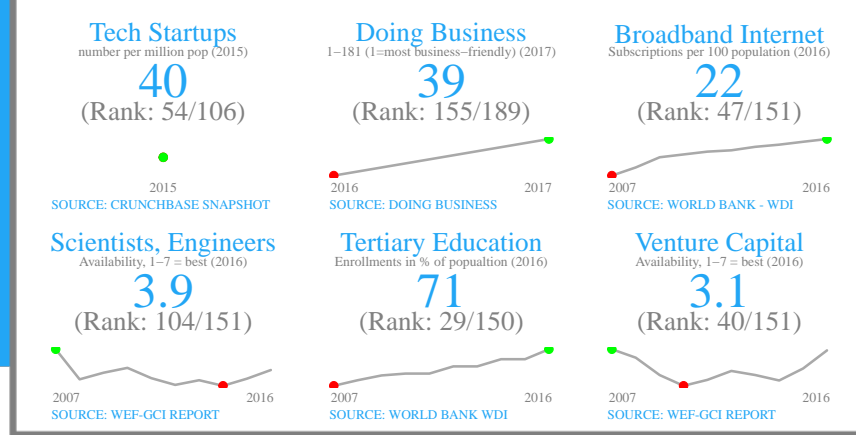 Tech Startups
number per million pop (2015)
40
(Rank: 54/106)
2015
SOURCE: CRUNCHBASE SNAPSHOT
Doing Business
1−181 (1=most business−friendly) (2017)
39
(Rank: 155/189)
2016 2017
SOURCE: DOING BUSINESS
Broadband Internet
Subscriptions per 100 population (2016)
22
(Rank: 47/151)
2007 2016
SOURCE: WORLD BANK - WDI
Scientists, Engineers
Availability, 1−7 = best (2016)
3.9
(Rank: 104/151)
2007 2016
SOURCE: WEF-GCI REPORT
Tertiary Education
Enrollments in % of popualtion (2016)
71
(Rank: 29/150)
2007 2016
SOURCE: WORLD BANK WDI
Venture Capital
Availability, 1−7 = best (2016)
3.1
(Rank: 40/151)
2007 2016
SOURCE: WEF-GCI REPORT